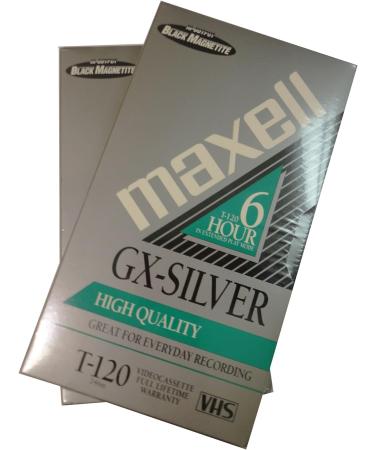 BLACK MAGNETITE
BLACK MAGNETITE
maxell
T-120 6
HOUR
IN EXTENDED PLAY MODE
GX-SILVER
HIGH QUALITY
GREAT FOR EVERYDAY RECORDING
T-120
VIDEOCASSETTE
FULL LIFETIME
WARRANTY
VHS